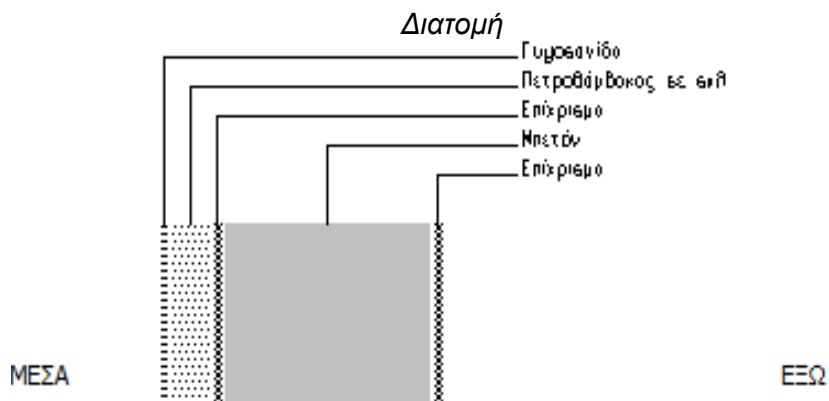 Διατομή
Γυψοσανίδα
Πετροβάμβακας σε
Επίχρισμα
Μπετόν
Επίχρισμα
ΜΕΣΑ ΕΞΩ